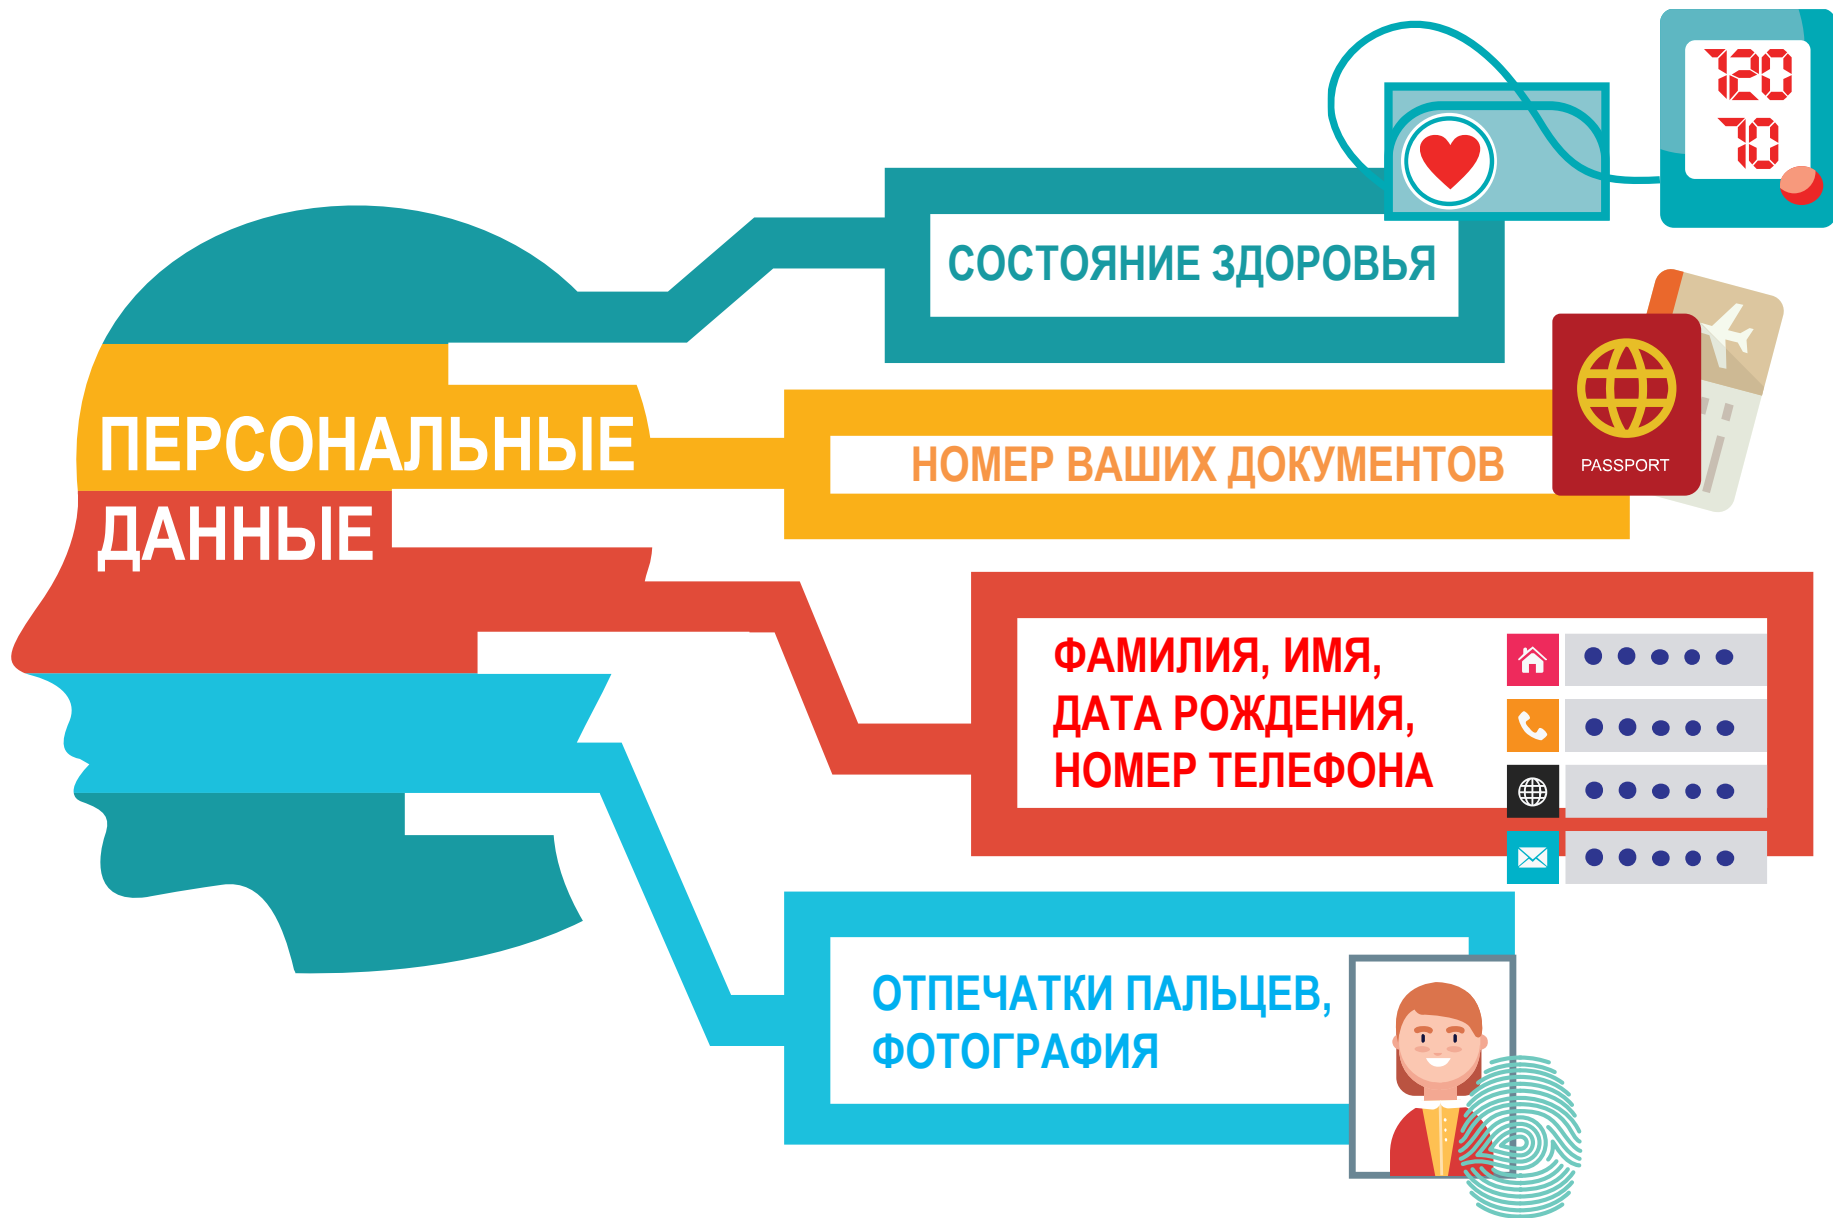 120
70
СОСТОЯНИЕ ЗДОРОВЬЯ
ПЕРСОНАЛЬНЫЕ
ДАННЫЕ
НОМЕР ВАШИХ ДОКУМЕНТОВ
PASSPORT
ФАМИЛИЯ, ИМЯ,
ДАТА РОЖДЕНИЯ,
НОМЕР ТЕЛЕФОНА
ОТПЕЧАТКИ ПАЛЬЦЕВ,
ФОТОГРАФИЯ